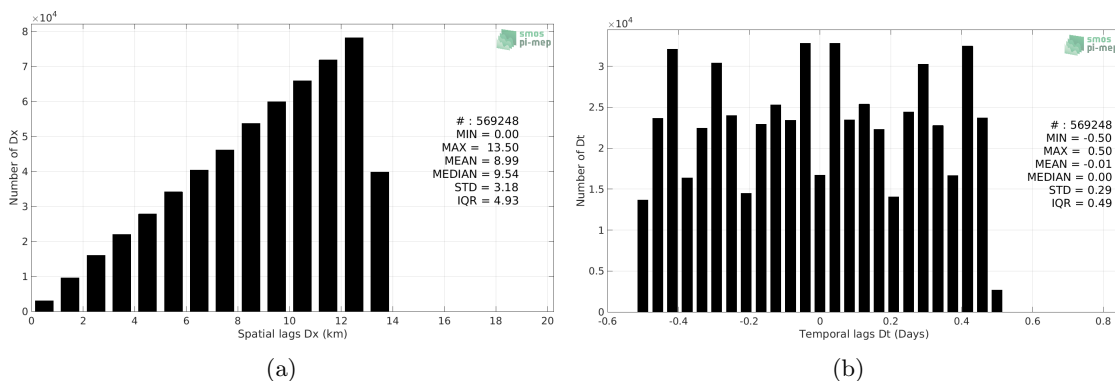 ×10⁴
8
7
6
5
4
3
2
1
0
Number of Dx
0 2 4 6 8 10 12 14 16 18 20
Spatial lags Dx (km)
smos
pi-mep
# : 569248
MIN = 0.00
MAX = 13.50
MEAN = 8.99
MEDIAN = 9.54
STD = 3.18
IQR = 4.93
(a)
×10⁴
3
2.5
2
1.5
1
0.5
0
Number of Dt
-0.6 -0.4 -0.2 0 0.2 0.4 0.6 0.8
Temporal lags Dt (Days)
smos
pi-mep
# : 569248
MIN = -0.50
MAX = 0.50
MEAN = -0.01
MEDIAN = 0.00
STD = 0.29
IQR = 0.49
(b)